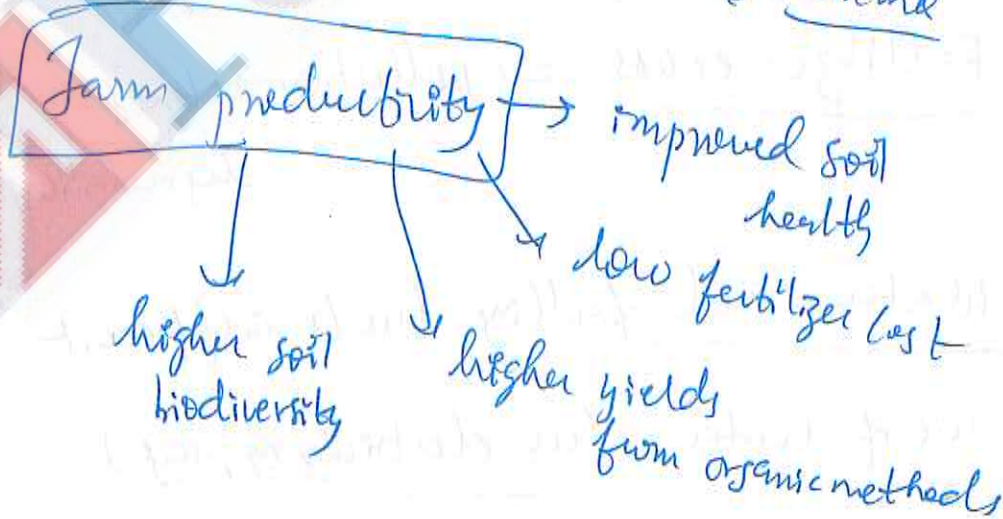 Farm productivity
improved soil
health
low fertilizer cost
higher soil
biodiversity
higher yields
from organic methods